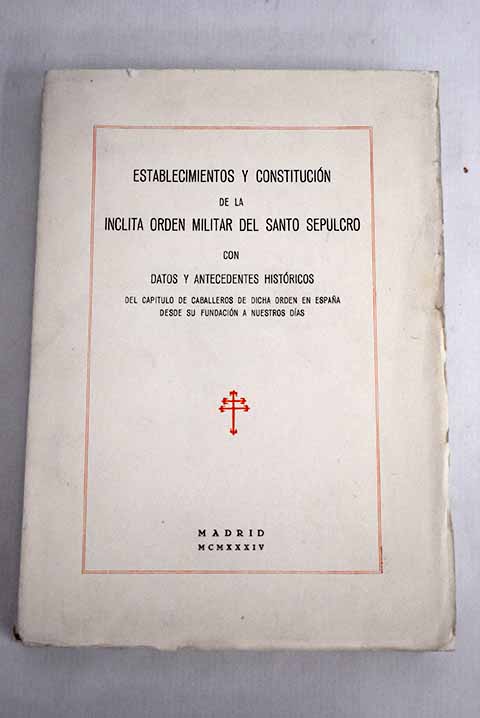 ESTABLECIMIENTOS Y CONSTITUCIÓN
DE LA
INCLITA ORDEN MILITAR DEL SANTO SEPULCRO
CON
DATOS Y ANTECEDENTES HISTÓRICOS
DEL CAPITULO DE CABALLEROS DE DICHA ORDEN EN ESPAÑA
DESDE SU FUNDACIÓN A NUESTROS DÍAS
MADRID
MCMXXXIV